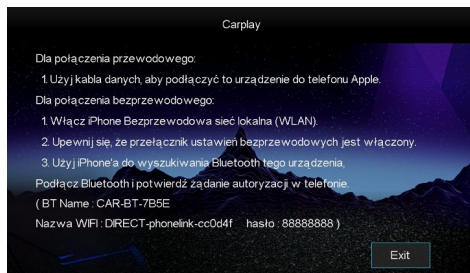 Carplay
Dla połączenia przewodowego:
1. Użyj kabla danych, aby podłączyć to urządzenie do telefonu Apple.
Dla połączenia bezprzewodowego:
1. Włącz iPhone Bezprzewodowa sieć lokalna (WLAN).
2. Upewnij się, że przełącznik ustawień bezprzewodowych jest włączony.
3. Użyj iPhone'a do wyszukiwania Bluetooth tego urządzenia,
Podłącz Bluetooth i potwierdź żądanie autoryzacji w telefonie.
( BT Name : CAR-BT-7B5E
Nazwa WIFI : DIRECT-phonelink-cc0d4f hasło : 88888888 )
Exit